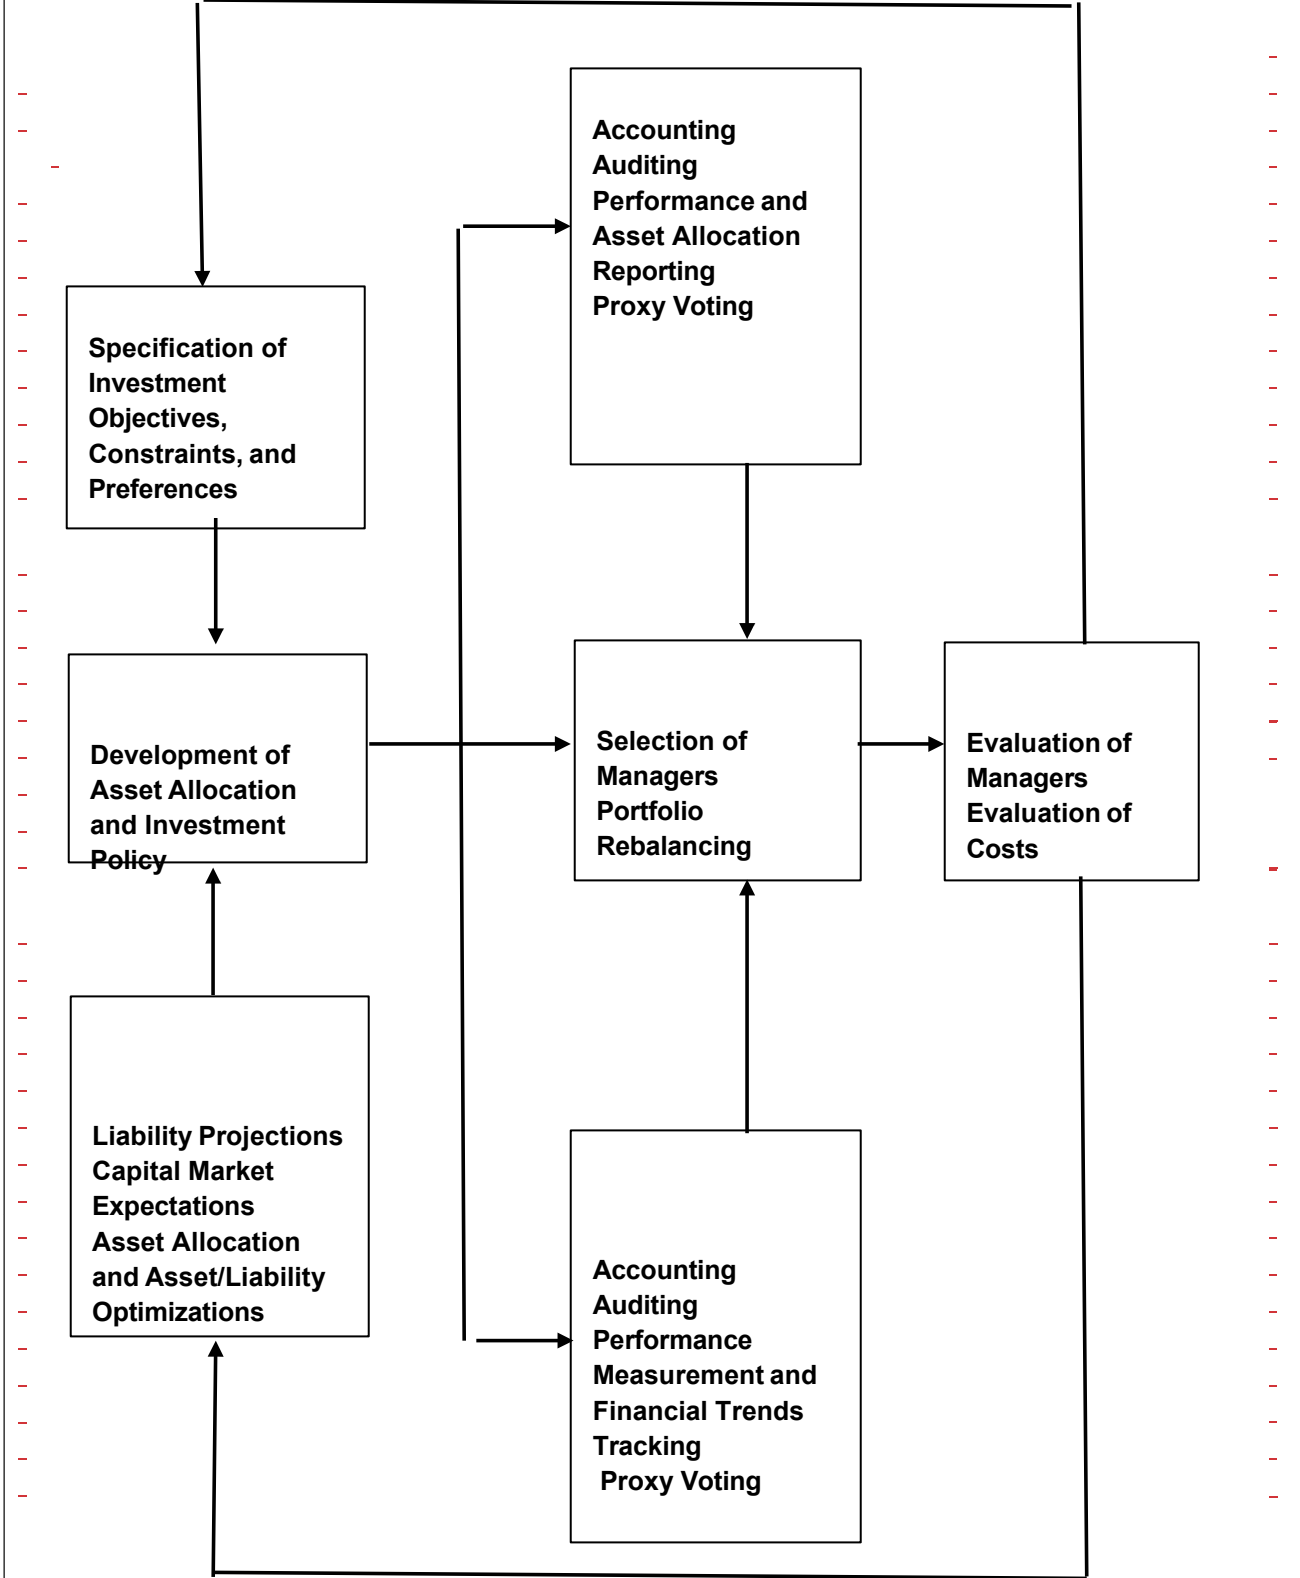 Accounting
Auditing
Performance and
Asset Allocation
Reporting
Proxy Voting
Specification of
Investment
Objectives,
Constraints, and
Preferences
Development of
Asset Allocation
and Investment
Policy
Selection of
Managers
Portfolio
Rebalancing
Evaluation of
Managers
Evaluation of
Costs
Liability Projections
Capital Market
Expectations
Asset Allocation
and Asset/Liability
Optimizations
Accounting
Auditing
Performance
Measurement and
Financial Trends
Tracking
Proxy Voting